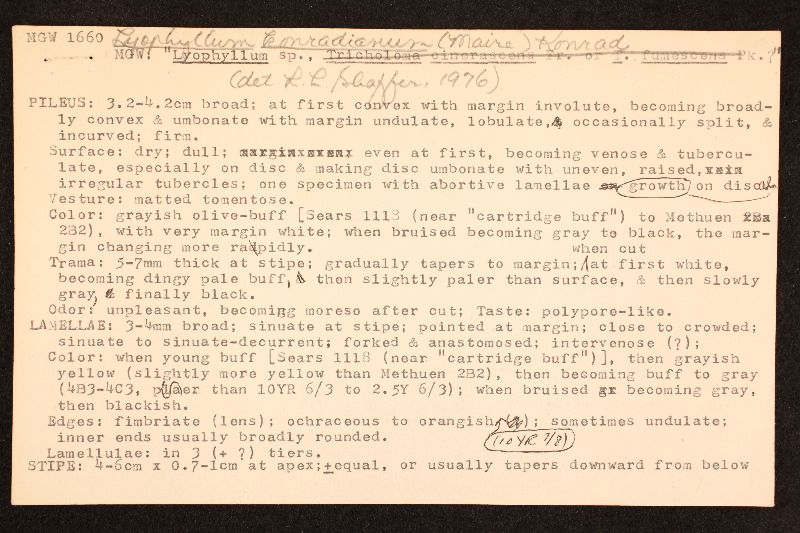 MGW 1660 Lyophyllum Conradianum (Maire) Konrad
MGW: "Lyophyllum sp., Tricholoma cinerascens Fr. or T. fumescens Pk.?"
(det R. L. Shaffer, 1976)
PILEUS: 3.2-4.2cm broad; at first convex with margin involute, becoming broad-
ly convex & umbonate with margin undulate, lobulate, & occasionally split, &
incurved; firm.
Surface: dry; dull; even at first, becoming venose & tubercu-
late, especially on disc & making disc umbonate with uneven, raised,
irregular tubercles; one specimen with abortive lamellae growth on disc
Vesture: matted tomentose.
Color: grayish olive-buff [Sears 1118 (near "cartridge buff") to Methuen
2B2), with very margin white; when bruised becoming gray to black, the mar-
gin changing more rapidly. when cut
Trama: 5-7mm thick at stipe; gradually tapers to margin; at first white,
becoming dingy pale buff, & then slightly paler than surface, & then slowly
gray, & finally black.
Odor: unpleasant, becoming moreso after cut; Taste: polypore-like.
LAMELLAE: 3-4mm broad; sinuate at stipe; pointed at margin; close to crowded;
sinuate to sinuate-decurrent; forked & anastomosed; intervenose (?);
Color: when young buff [Sears 1118 (near "cartridge buff")], then grayish
yellow (slightly more yellow than Methuen 2B2), then becoming buff to gray
(4B3-4C3, paler than 10YR 6/3 to 2.5Y 6/3); when bruised becoming gray,
then blackish.
Edges: fimbriate (lens); ochraceous to orangish; sometimes undulate;
inner ends usually broadly rounded. (10YR 7/8)
Lamellulae: in 3 (+ ?) tiers.
STIPE: 4-6cm x 0.7-1cm at apex; ±equal, or usually tapers downward from below